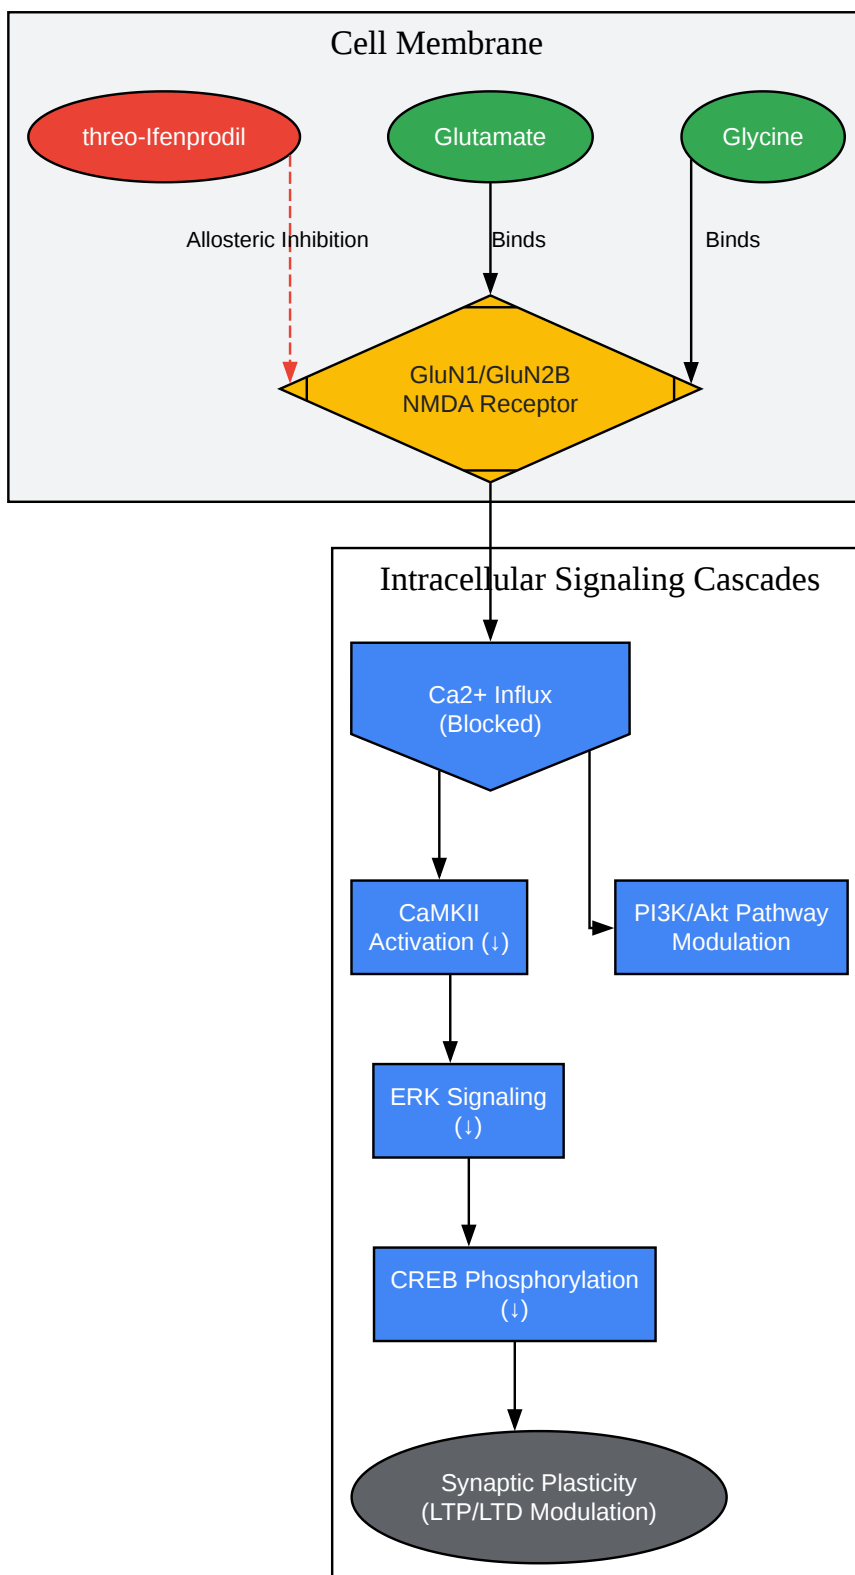 Cell Membrane
threo-Ifenprodil
Glutamate
Glycine
Allosteric Inhibition
Binds
Binds
GluN1/GluN2B
NMDA Receptor
Intracellular Signaling Cascades
Ca2+ Influx
(Blocked)
CaMKII
Activation (↓)
PI3K/Akt Pathway
Modulation
ERK Signaling
(↓)
CREB Phosphorylation
(↓)
Synaptic Plasticity
(LTP/LTD Modulation)